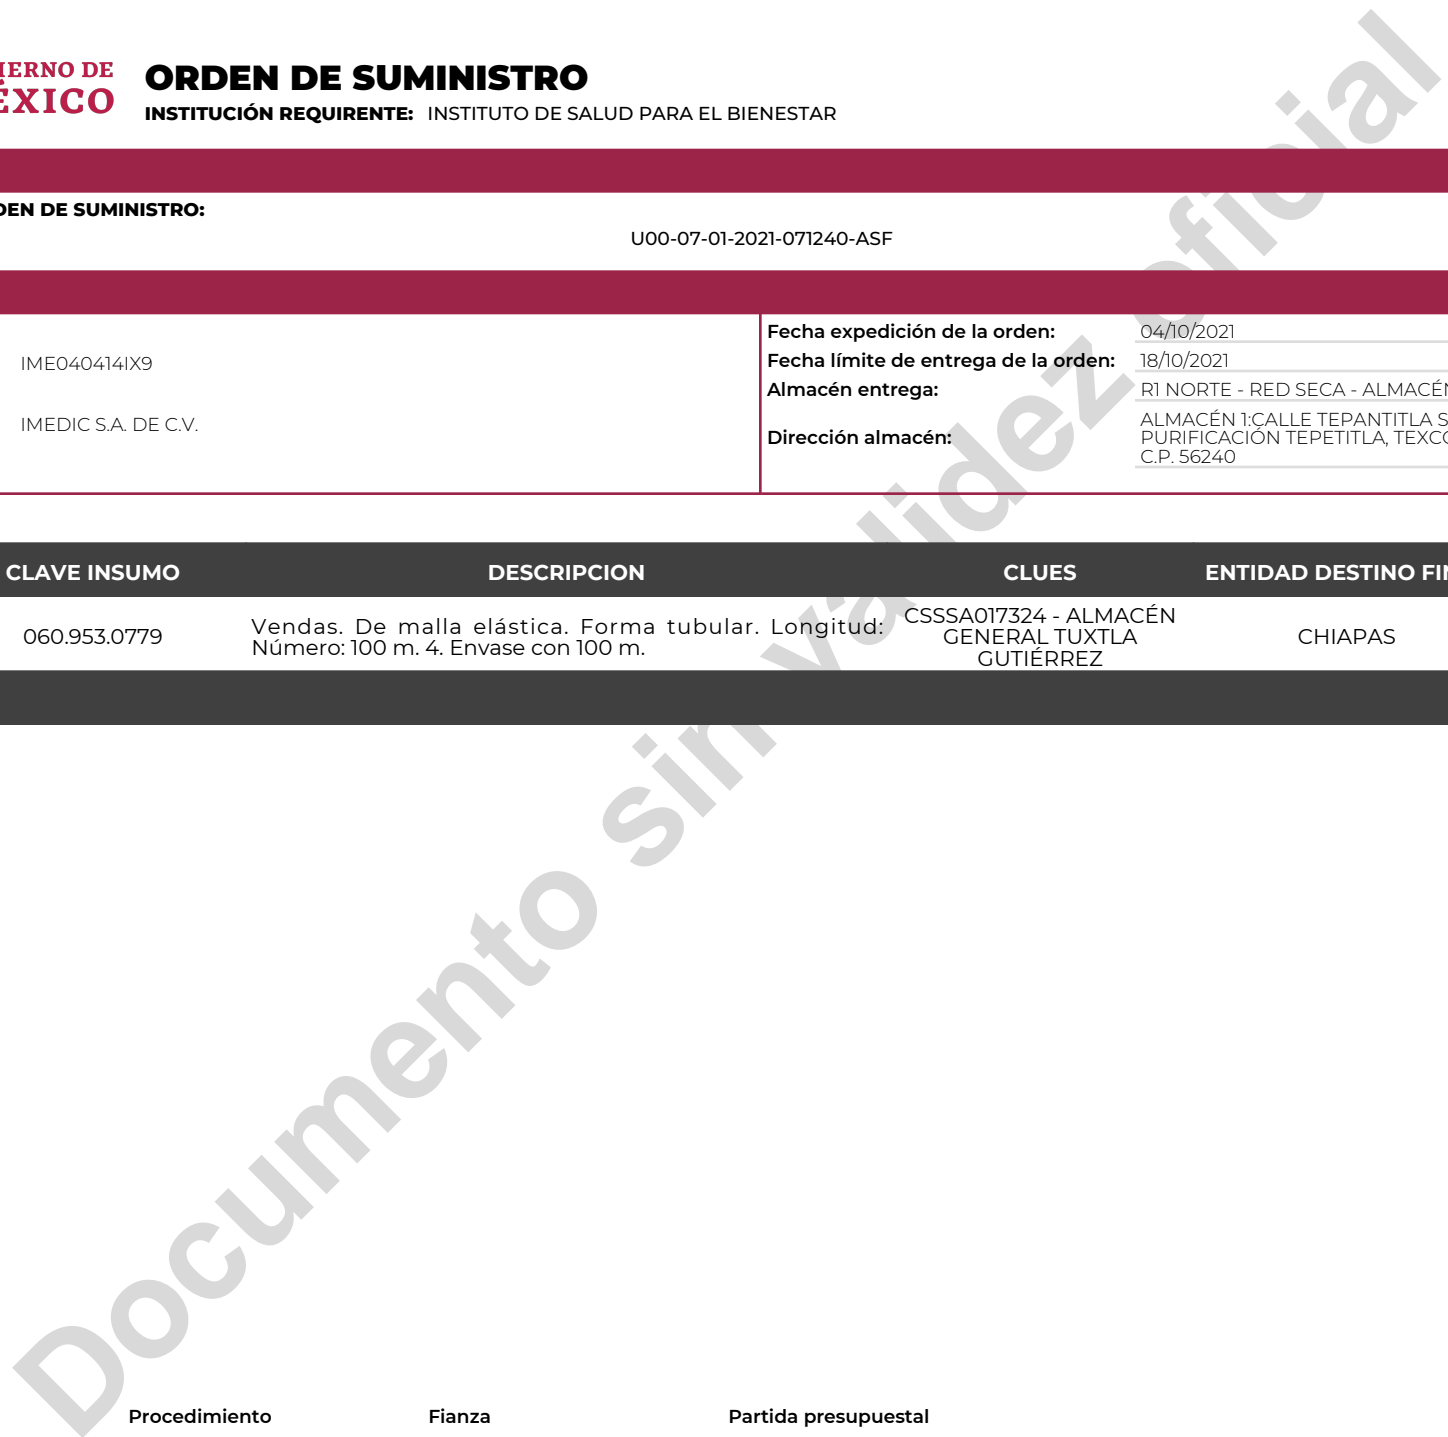 IERNO DE
ÉXICO
ORDEN DE SUMINISTRO
INSTITUCIÓN REQUIRENTE: INSTITUTO DE SALUD PARA EL BIENESTAR
DEN DE SUMINISTRO:
U00-07-01-2021-071240-ASF
IME040414IX9
IMEDIC S.A. DE C.V.
Fecha expedición de la orden: 04/10/2021
Fecha límite de entrega de la orden: 18/10/2021
Almacén entrega: R1 NORTE - RED SECA - ALMACÉN
Dirección almacén: ALMACÉN 1:CALLE TEPANTITLA S
PURIFICACIÓN TEPETITLA, TEXCO
C.P. 56240
CLAVE INSUMO DESCRIPCION CLUES ENTIDAD DESTINO FIN
060.953.0779
Vendas. De malla elástica. Forma tubular. Longitud:
Número: 100 m. 4. Envase con 100 m.
CSSSA017324 - ALMACÉN
GENERAL TUXTLA
GUTIÉRREZ
CHIAPAS
Documento sin validez oficial
Procedimiento Fianza Partida presupuestal